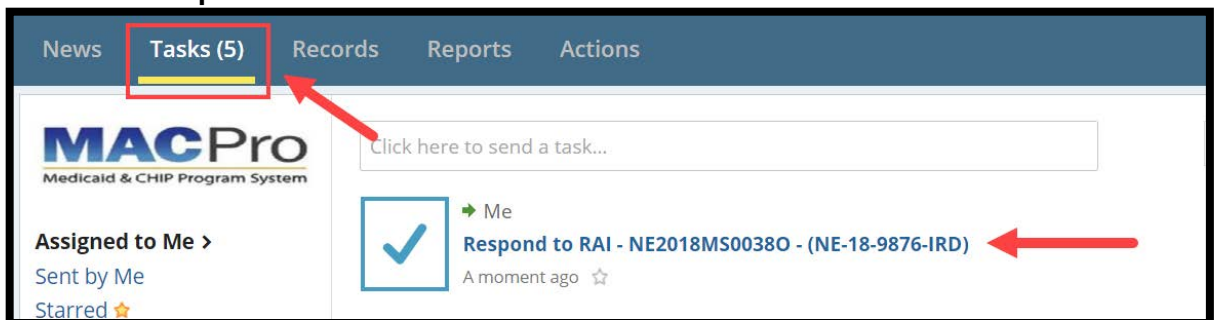 News Tasks (5) Records Reports Actions
MACPro
Medicaid & CHIP Program System
Click here to send a task...
Me
Respond to RAI - NE2018MS0038O - (NE-18-9876-IRD)
A moment ago
Assigned to Me >
Sent by Me
Starred